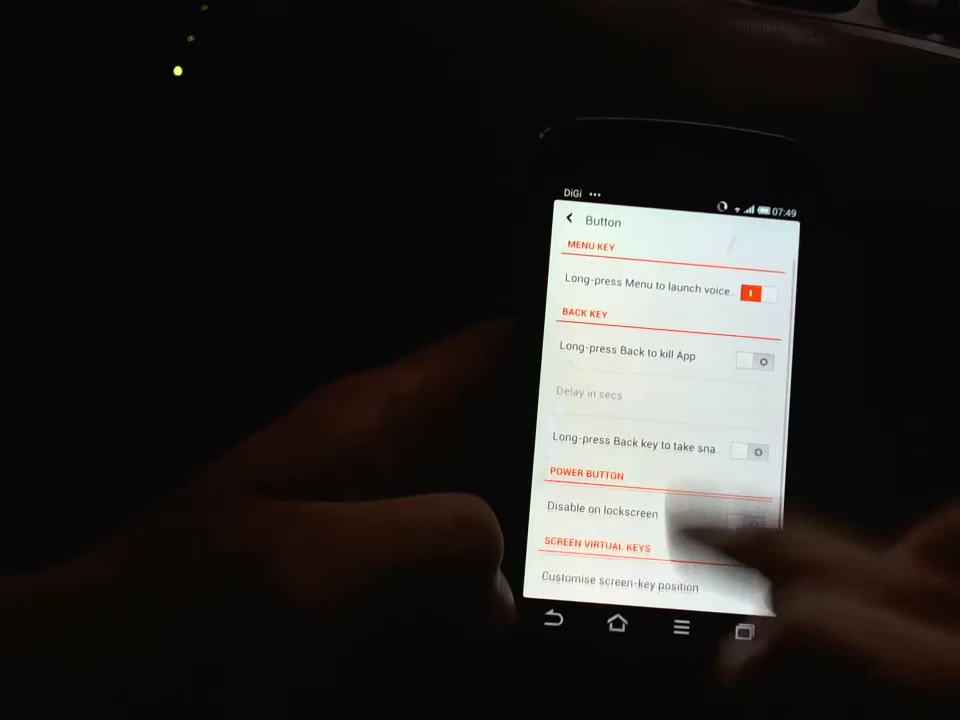 DiGi ...
07:49
Button
MENU KEY
Long-press Menu to launch voice..
BACK KEY
Long-press Back to kill App
Delay in secs
Long-press Back key to take sna..
POWER BUTTON
Disable on lockscreen
SCREEN VIRTUAL KEYS
Customise screen-key position